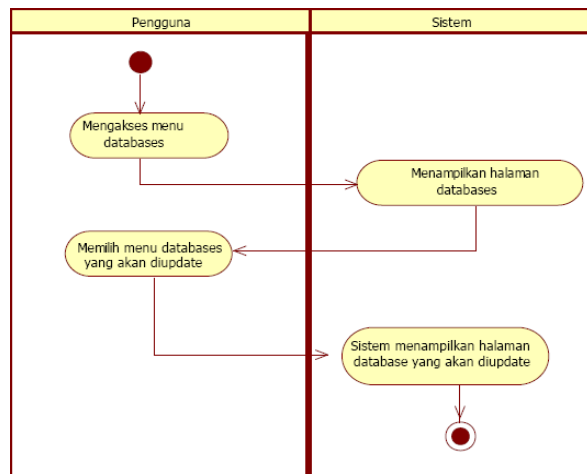 Pengguna
Sistem
Mengakses menu
databases
Menampilkan halaman
databases
Memilih menu databases
yang akan diupdate
Sistem menampilkan halaman
database yang akan diupdate